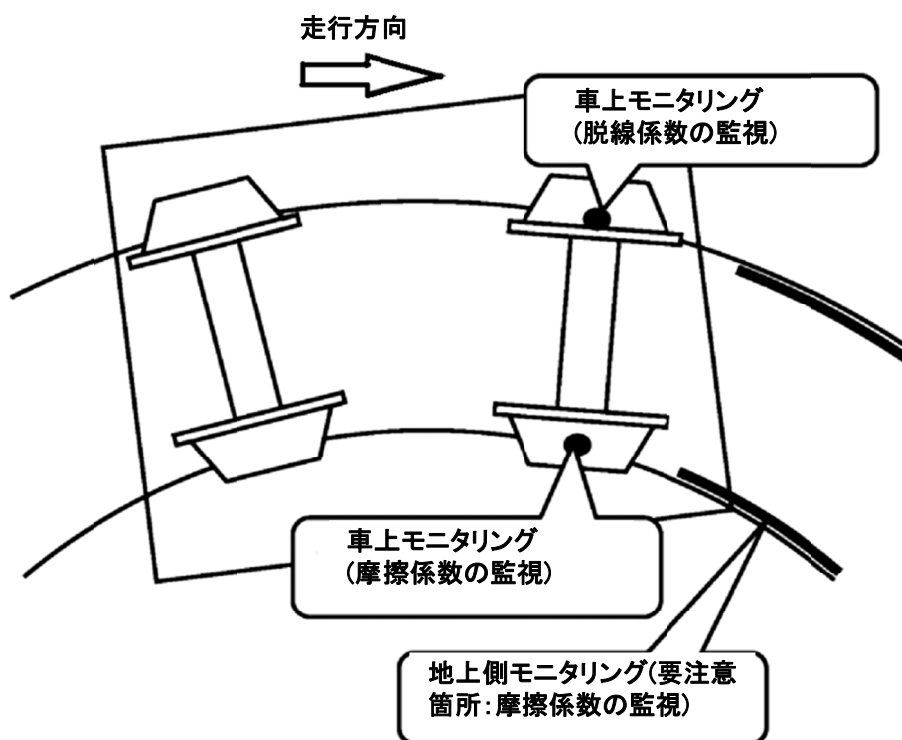 走行方向
車上モニタリング
(脱線係数の監視)
車上モニタリング
(摩擦係数の監視)
地上側モニタリング(要注意
箇所:摩擦係数の監視)